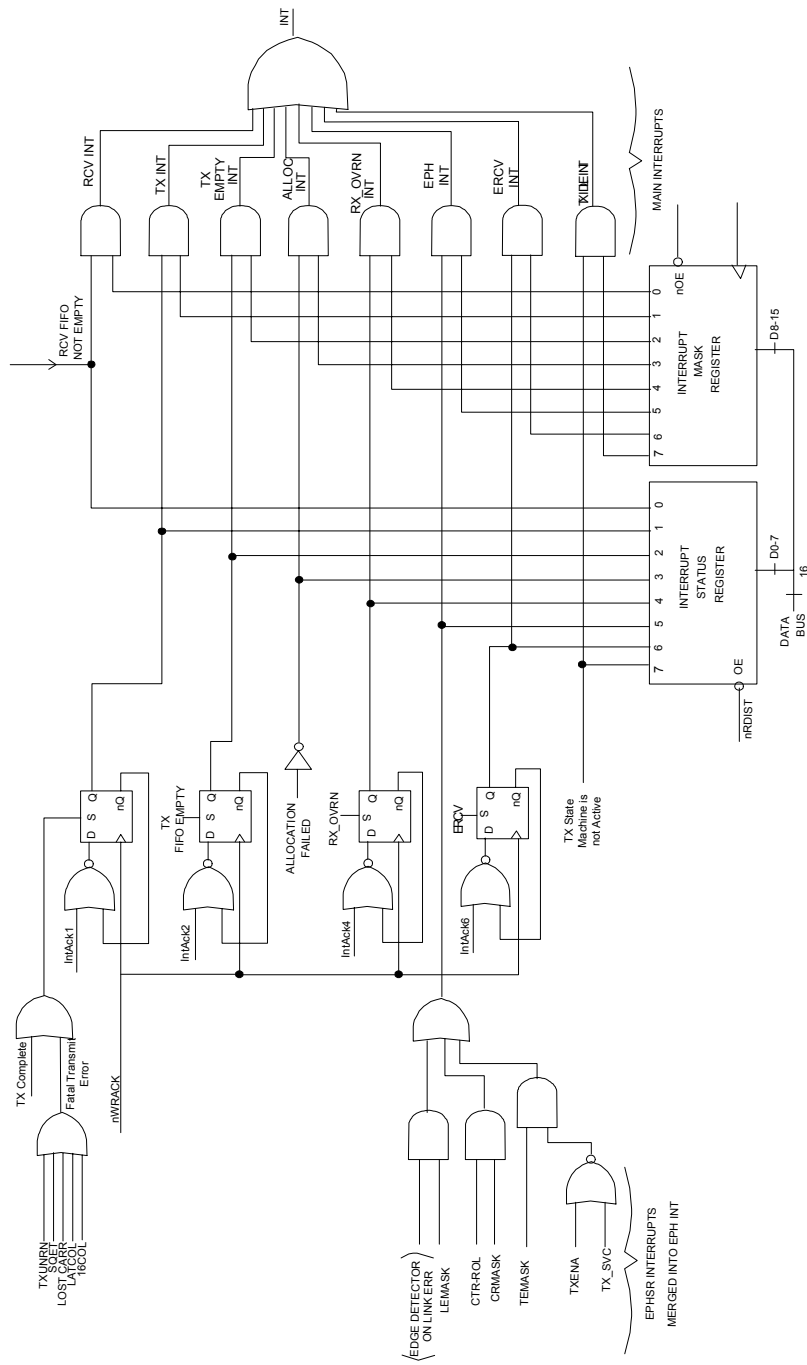 INT
RCV INT
TX INT
TX
EMPTY
INT
ALLOC
INT
RX_OVRN
INT
EPH
INT
ERCV
INT
INT
MAIN INTERRUPTS
RCV FIFO
NOT EMPTY
0
1
2
3
4
5
6
7
nOE
INTERRUPT
MASK
REGISTER
D8-15
0
1
2
3
4
5
6
7
OE
INTERRUPT
STATUS
REGISTER
D0-7
nRDIST
DATA
BUS
16
D
S
Q
nQ
IntAck1
TX
FIFO EMPTY
D
S
Q
nQ
IntAck2
ALLOCATION
FAILED
RX_OVRN
D
S
Q
nQ
IntAck4
ERCV
D
S
Q
nQ
IntAck6
TX State
Machine is
not Active
TX Complete
Fatal Transmit
Error
nWRACK
TXUNRN
SQET
LOST_CARR
LATCOL
16COL
EDGE DETECTOR
ON LINK ERR
LEMASK
CTR-ROL
CRMASK
TEMASK
TXENA
TX_SVC
EPHSR INTERRUPTS
MERGED INTO EPH INT